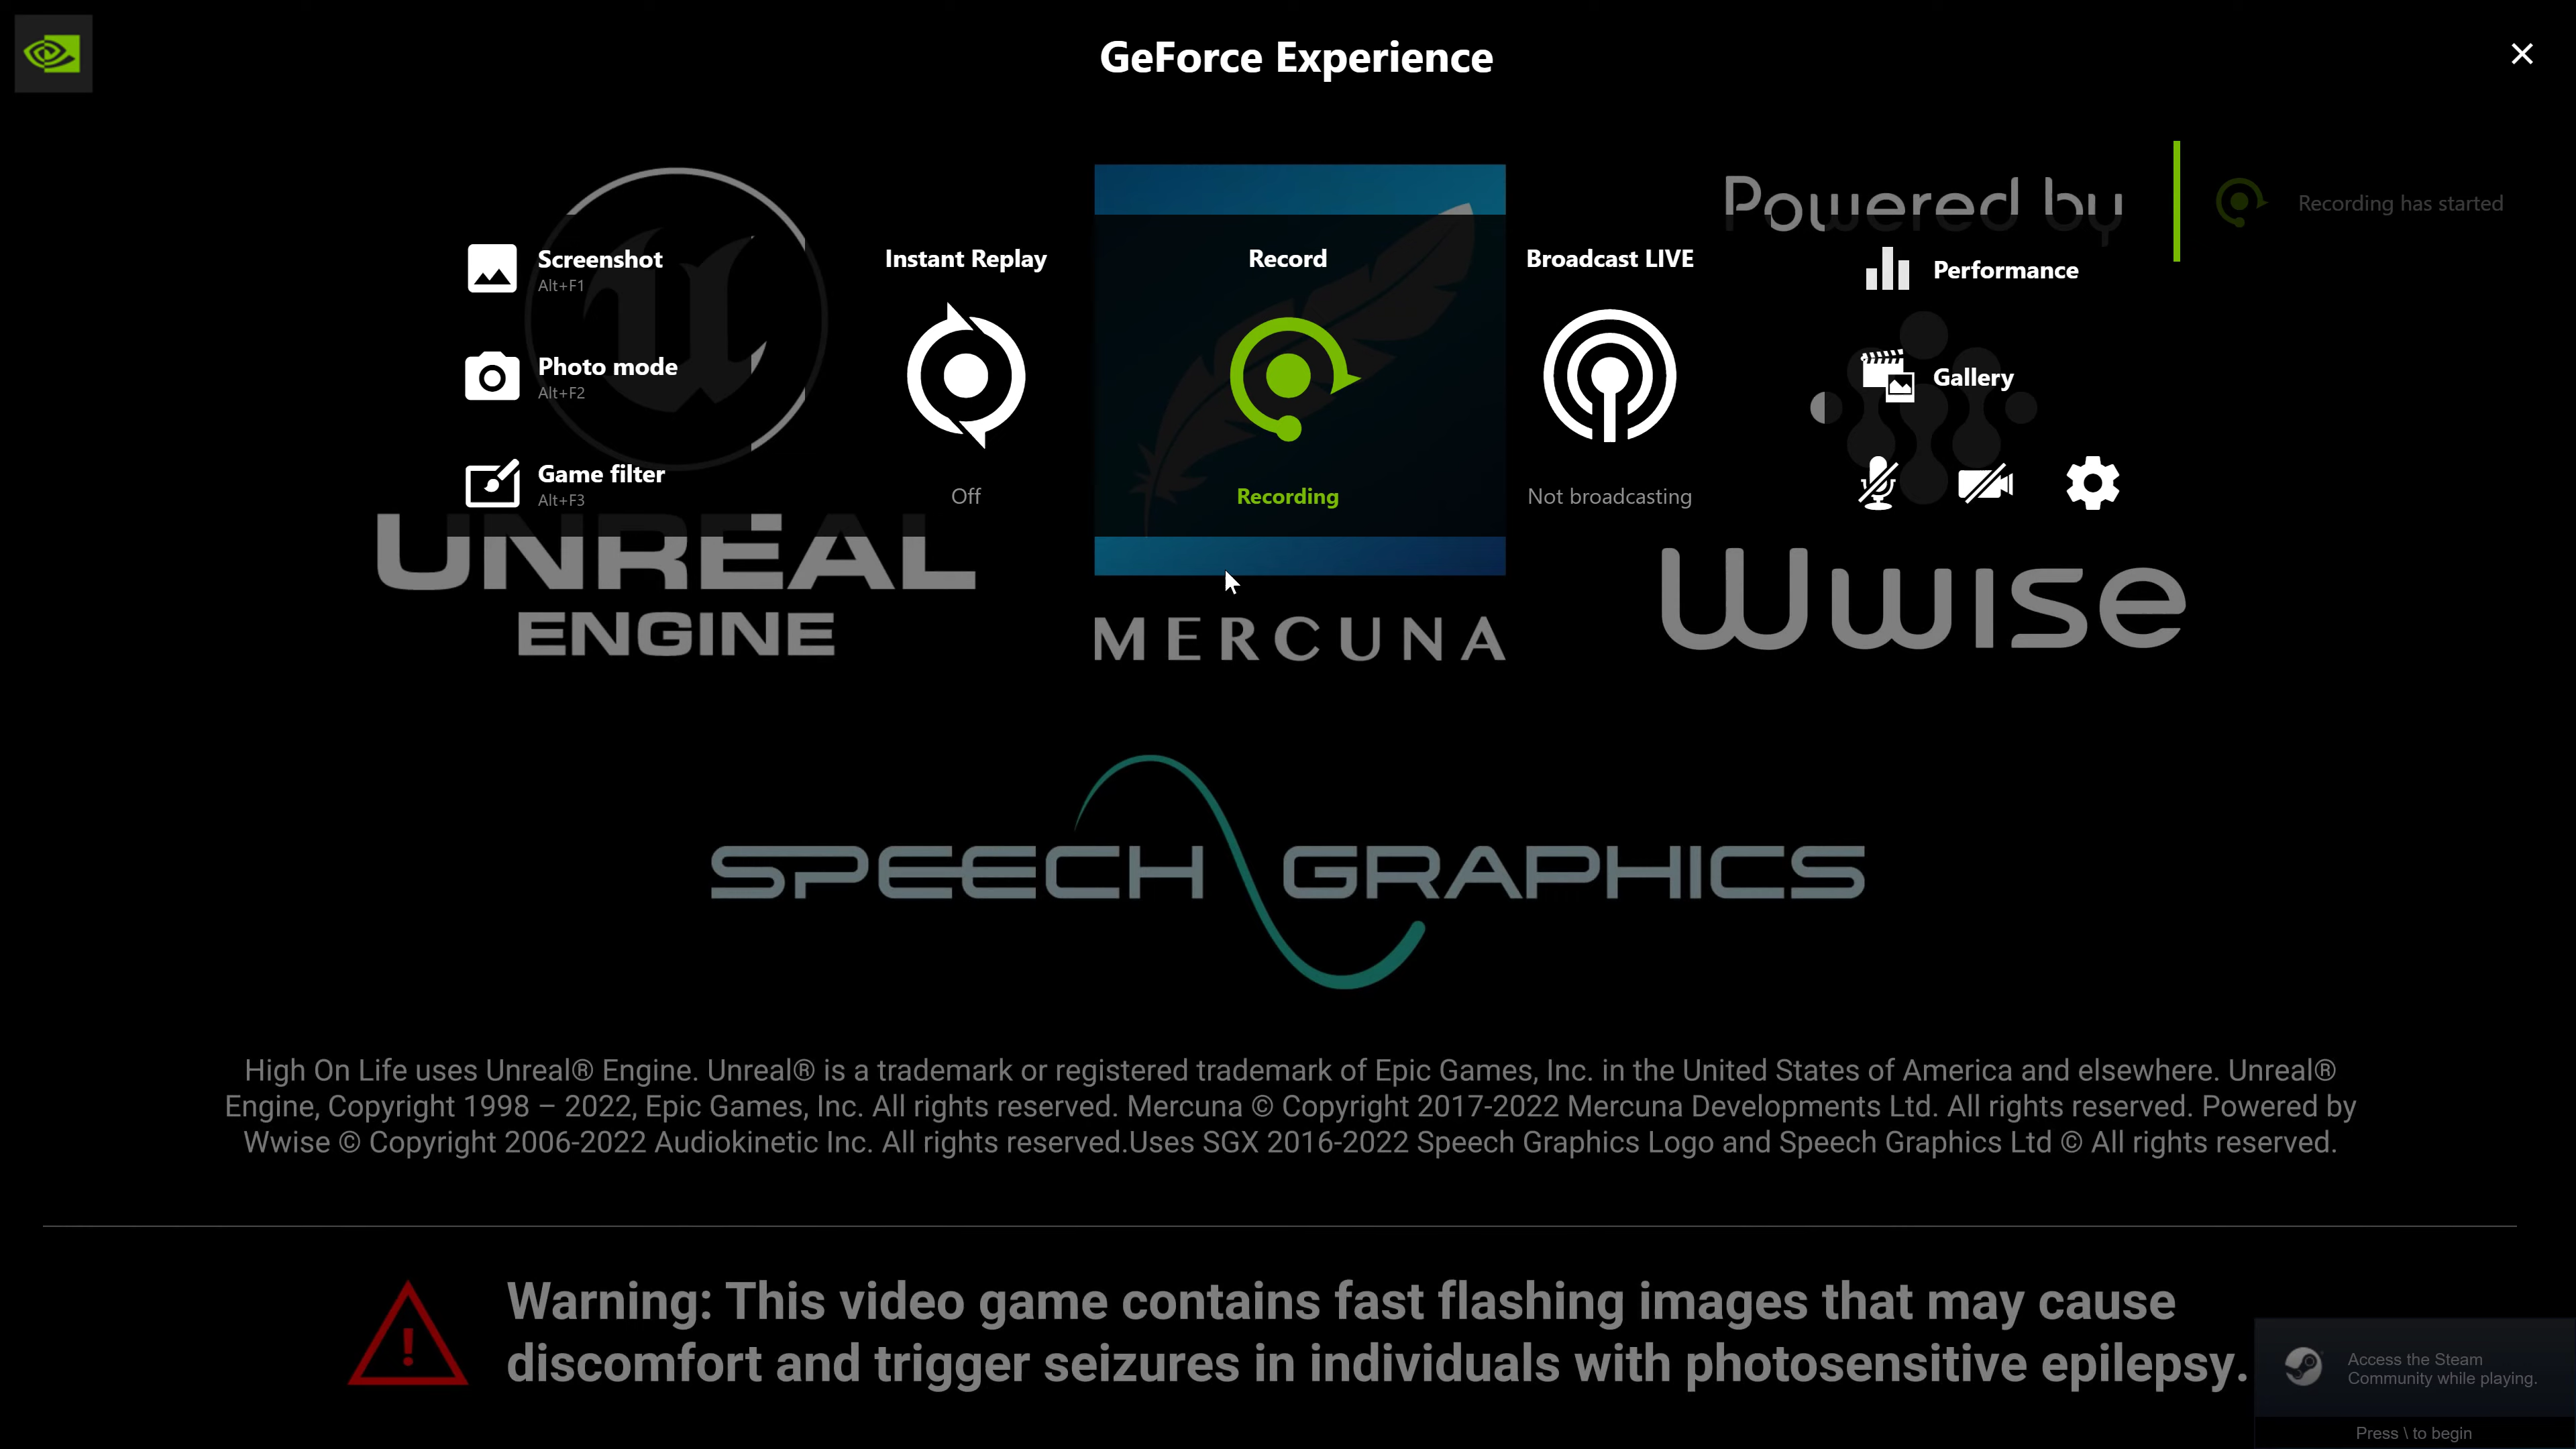 GeForce Experience
Powered by
Recording has started
Screenshot
Alt+F1
Photo mode
Alt+F2
Game filter
Alt+F3
Instant Replay
Off
Record
Recording
Broadcast LIVE
Not broadcasting
Performance
Gallery
UNREAL
ENGINE
MERCUNA
Wwise
SPEECH GRAPHICS
High On Life uses Unreal® Engine. Unreal® is a trademark or registered trademark of Epic Games, Inc. in the United States of America and elsewhere. Unreal®
Engine, Copyright 1998 – 2022, Epic Games, Inc. All rights reserved. Mercuna © Copyright 2017-2022 Mercuna Developments Ltd. All rights reserved. Powered by
Wwise © Copyright 2006-2022 Audiokinetic Inc. All rights reserved.Uses SGX 2016-2022 Speech Graphics Logo and Speech Graphics Ltd © All rights reserved.
Warning: This video game contains fast flashing images that may cause
discomfort and trigger seizures in individuals with photosensitive epilepsy.
Access the Steam
Community while playing.
Press \ to begin